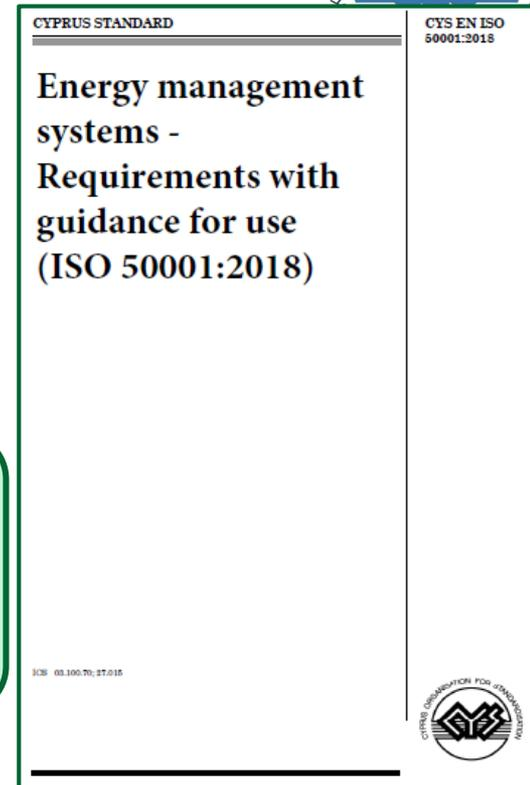 CYPRUS STANDARD
CYS EN ISO
50001:2018
Energy management
systems -
Requirements with
guidance for use
(ISO 50001:2018)
ICS 03.100.70; 27.015
CYPRUS ORGANISATION FOR STANDARDISATION
CYS